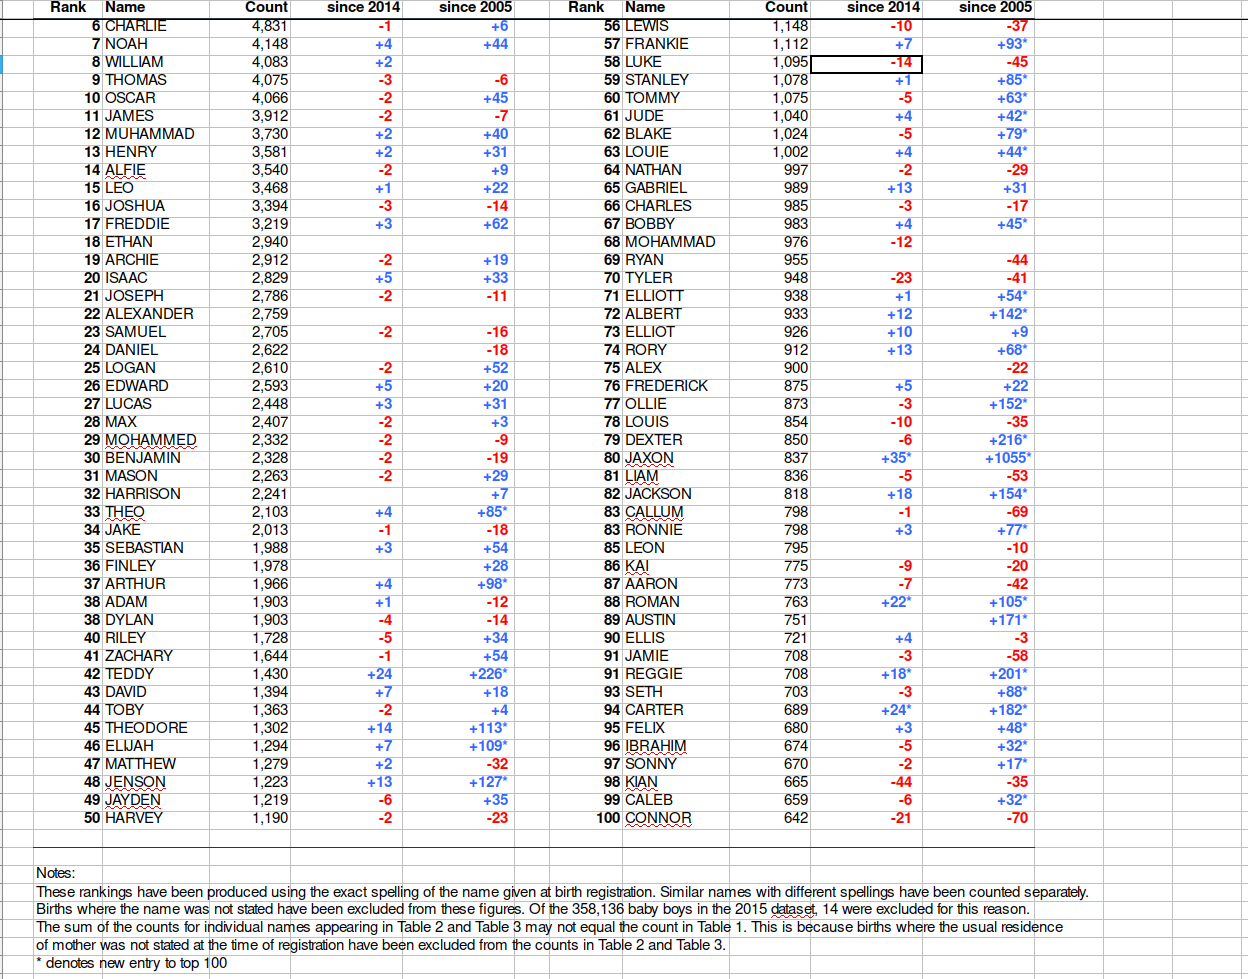 Rank Name Count since 2014 since 2005 Rank Name Count since 2014 since 2005
6 CHARLIE 4,831 -1 +6 56 LEWIS 1,148 -10 -37
7 NOAH 4,148 +4 +44 57 FRANKIE 1,112 +7 +93*
8 WILLIAM 4,083 +2 58 LUKE 1,095 -14 -45
9 THOMAS 4,075 -3 -6 59 STANLEY 1,078 +1 +85*
10 OSCAR 4,066 -2 +45 60 TOMMY 1,075 -5 +63*
11 JAMES 3,912 -2 -7 61 JUDE 1,040 +4 +42*
12 MUHAMMAD 3,730 +2 +40 62 BLAKE 1,024 -5 +79*
13 HENRY 3,581 +2 +31 63 LOUIE 1,002 +4 +44*
14 ALFIE 3,540 -2 +9 64 NATHAN 997 -2 -29
15 LEO 3,468 +1 +22 65 GABRIEL 989 +13 +31
16 JOSHUA 3,394 -3 -14 66 CHARLES 985 -3 -17
17 FREDDIE 3,219 +3 +62 67 BOBBY 983 +4 +45*
18 ETHAN 2,940 68 MOHAMMAD 976 -12
19 ARCHIE 2,912 -2 +19 69 RYAN 955 -44
20 ISAAC 2,829 +5 +33 70 TYLER 948 -23 -41
21 JOSEPH 2,786 -2 -11 71 ELLIOTT 938 +1 +54*
22 ALEXANDER 2,759 72 ALBERT 933 +12 +142*
23 SAMUEL 2,705 -2 -16 73 ELLIOT 926 +10 +9
24 DANIEL 2,622 -18 74 RORY 912 +13 +68*
25 LOGAN 2,610 -2 +52 75 ALEX 900 -22
26 EDWARD 2,593 +5 +20 76 FREDERICK 875 +5 +22
27 LUCAS 2,448 +3 +31 77 OLLIE 873 -3 +152*
28 MAX 2,407 -2 +3 78 LOUIS 854 -10 -35
29 MOHAMMED 2,332 -2 -9 79 DEXTER 850 -6 +216*
30 BENJAMIN 2,328 -2 -19 80 JAXON 837 +35* +1055*
31 MASON 2,263 -2 +29 81 LIAM 836 -5 -53
32 HARRISON 2,241 +7 82 JACKSON 818 +18 +154*
33 THEO 2,103 +4 +85* 83 CALLUM 798 -1 -69
34 JAKE 2,013 -1 -18 83 RONNIE 798 +3 +77*
35 SEBASTIAN 1,988 +3 +54 85 LEON 795 -10
36 FINLEY 1,978 +28 86 KAI 775 -9 -20
37 ARTHUR 1,966 +4 +98* 87 AARON 773 -7 -42
38 ADAM 1,903 +1 -12 88 ROMAN 763 +22* +105*
38 DYLAN 1,903 -4 -14 89 AUSTIN 751 +171*
40 RILEY 1,728 -5 +34 90 ELLIS 721 +4 -3
41 ZACHARY 1,644 -1 +54 91 JAMIE 708 -3 -58
42 TEDDY 1,430 +24 +226* 91 REGGIE 708 +18* +201*
43 DAVID 1,394 +7 +18 93 SETH 703 -3 +88*
44 TOBY 1,363 -2 +4 94 CARTER 689 +24* +182*
45 THEODORE 1,302 +14 +113* 95 FELIX 680 +3 +48*
46 ELIJAH 1,294 +7 +109* 96 IBRAHIM 674 -5 +32*
47 MATTHEW 1,279 +2 -32 97 SONNY 670 -2 +17*
48 JENSON 1,223 +13 +127* 98 KIAN 665 -44 -35
49 JAYDEN 1,219 -6 +35 99 CALEB 659 -6 +32*
50 HARVEY 1,190 -2 -23 100 CONNOR 642 -21 -70
Notes:
These rankings have been produced using the exact spelling of the name given at birth registration. Similar names with different spellings have been counted separately.
Births where the name was not stated have been excluded from these figures. Of the 358,136 baby boys in the 2015 dataset, 14 were excluded for this reason.
The sum of the counts for individual names appearing in Table 2 and Table 3 may not equal the count in Table 1. This is because births where the usual residence
of mother was not stated at the time of registration have been excluded from the counts in Table 2 and Table 3.
* denotes new entry to top 100